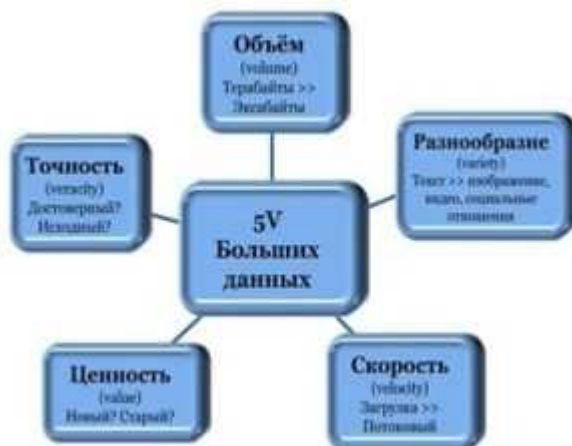 Объём
(volume)
Терабайты >>
Эксабайты
Точность
(veracity)
Достоверный?
Исходный?
Разнообразие
(variety)
Текст >> изображение,
видео, социальные
отношения
5V
Больших
данных
Ценность
(value)
Новый? Старый?
Скорость
(velocity)
Загрузка >>
Потоковый